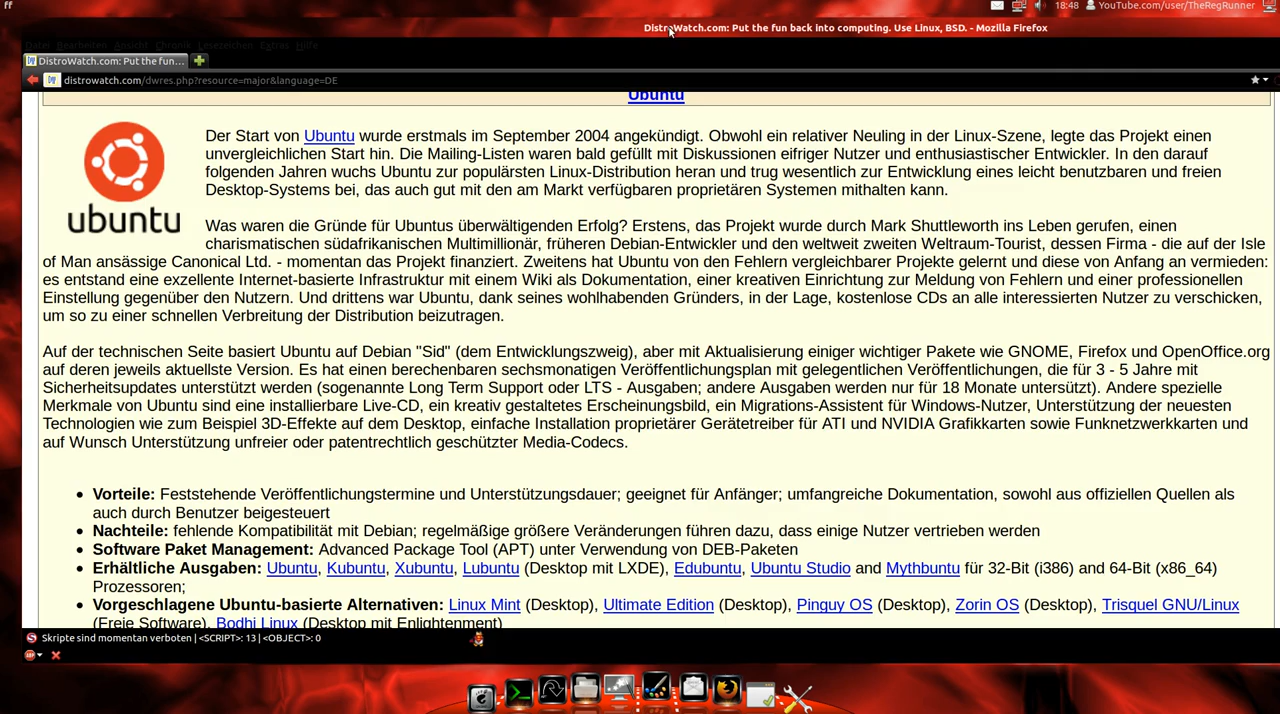 ff
18:48 YouTube.com/user/TheRegRunner
DistroWatch.com: Put the fun back into computing. Use Linux, BSD. - Mozilla Firefox
Datei Bearbeiten Ansicht Chronik Lesezeichen Extras Hilfe
DistroWatch.com: Put the fun...
distrowatch.com/dwres.php?resource=major&language=DE
Ubuntu
Der Start von Ubuntu wurde erstmals im September 2004 angekündigt. Obwohl ein relativer Neuling in der Linux-Szene, legte das Projekt einen
unvergleichlichen Start hin. Die Mailing-Listen waren bald gefüllt mit Diskussionen eifriger Nutzer und enthusiastischer Entwickler. In den darauf
folgenden Jahren wuchs Ubuntu zur populärsten Linux-Distribution heran und trug wesentlich zur Entwicklung eines leicht benutzbaren und freien
Desktop-Systems bei, das auch gut mit den am Markt verfügbaren proprietären Systemen mithalten kann.
ubuntu
Was waren die Gründe für Ubuntus überwältigenden Erfolg? Erstens, das Projekt wurde durch Mark Shuttleworth ins Leben gerufen, einen
charismatischen südafrikanischen Multimillionär, früheren Debian-Entwickler und den weltweit zweiten Weltraum-Tourist, dessen Firma - die auf der Isle
of Man ansässige Canonical Ltd. - momentan das Projekt finanziert. Zweitens hat Ubuntu von den Fehlern vergleichbarer Projekte gelernt und diese von Anfang an vermieden:
es entstand eine exzellente Internet-basierte Infrastruktur mit einem Wiki als Dokumentation, einer kreativen Einrichtung zur Meldung von Fehlern und einer professionellen
Einstellung gegenüber den Nutzern. Und drittens war Ubuntu, dank seines wohlhabenden Gründers, in der Lage, kostenlose CDs an alle interessierten Nutzer zu verschicken,
um so zu einer schnellen Verbreitung der Distribution beizutragen.
Auf der technischen Seite basiert Ubuntu auf Debian "Sid" (dem Entwicklungszweig), aber mit Aktualisierung einiger wichtiger Pakete wie GNOME, Firefox und OpenOffice.org
auf deren jeweils aktuellste Version. Es hat einen berechenbaren sechsmonatigen Veröffentlichungsplan mit gelegentlichen Veröffentlichungen, die für 3 - 5 Jahre mit
Sicherheitsupdates unterstützt werden (sogenannte Long Term Support oder LTS - Ausgaben; andere Ausgaben werden nur für 18 Monate untersützt). Andere spezielle
Merkmale von Ubuntu sind eine installierbare Live-CD, ein kreativ gestaltetes Erscheinungsbild, ein Migrations-Assistent für Windows-Nutzer, Unterstützung der neuesten
Technologien wie zum Beispiel 3D-Effekte auf dem Desktop, einfache Installation proprietärer Gerätetreiber für ATI und NVIDIA Grafikkarten sowie Funknetzwerkkarten und
auf Wunsch Unterstützung unfreier oder patentrechtlich geschützter Media-Codecs.
Vorteile: Feststehende Veröffentlichungstermine und Unterstützungsdauer; geeignet für Anfänger; umfangreiche Dokumentation, sowohl aus offiziellen Quellen als
auch durch Benutzer beigesteuert
Nachteile: fehlende Kompatibilität mit Debian; regelmäßige größere Veränderungen führen dazu, dass einige Nutzer vertrieben werden
Software Paket Management: Advanced Package Tool (APT) unter Verwendung von DEB-Paketen
Erhältliche Ausgaben: Ubuntu, Kubuntu, Xubuntu, Lubuntu (Desktop mit LXDE), Edubuntu, Ubuntu Studio and Mythbuntu für 32-Bit (i386) and 64-Bit (x86_64)
Prozessoren;
Vorgeschlagene Ubuntu-basierte Alternativen: Linux Mint (Desktop), Ultimate Edition (Desktop), Pinguy OS (Desktop), Zorin OS (Desktop), Trisquel GNU/Linux
(Freie Software), Bodhi Linux (Desktop mit Enlightenment)
Skripte sind momentan verboten | <SCRIPT>: 13 | <OBJECT>: 0